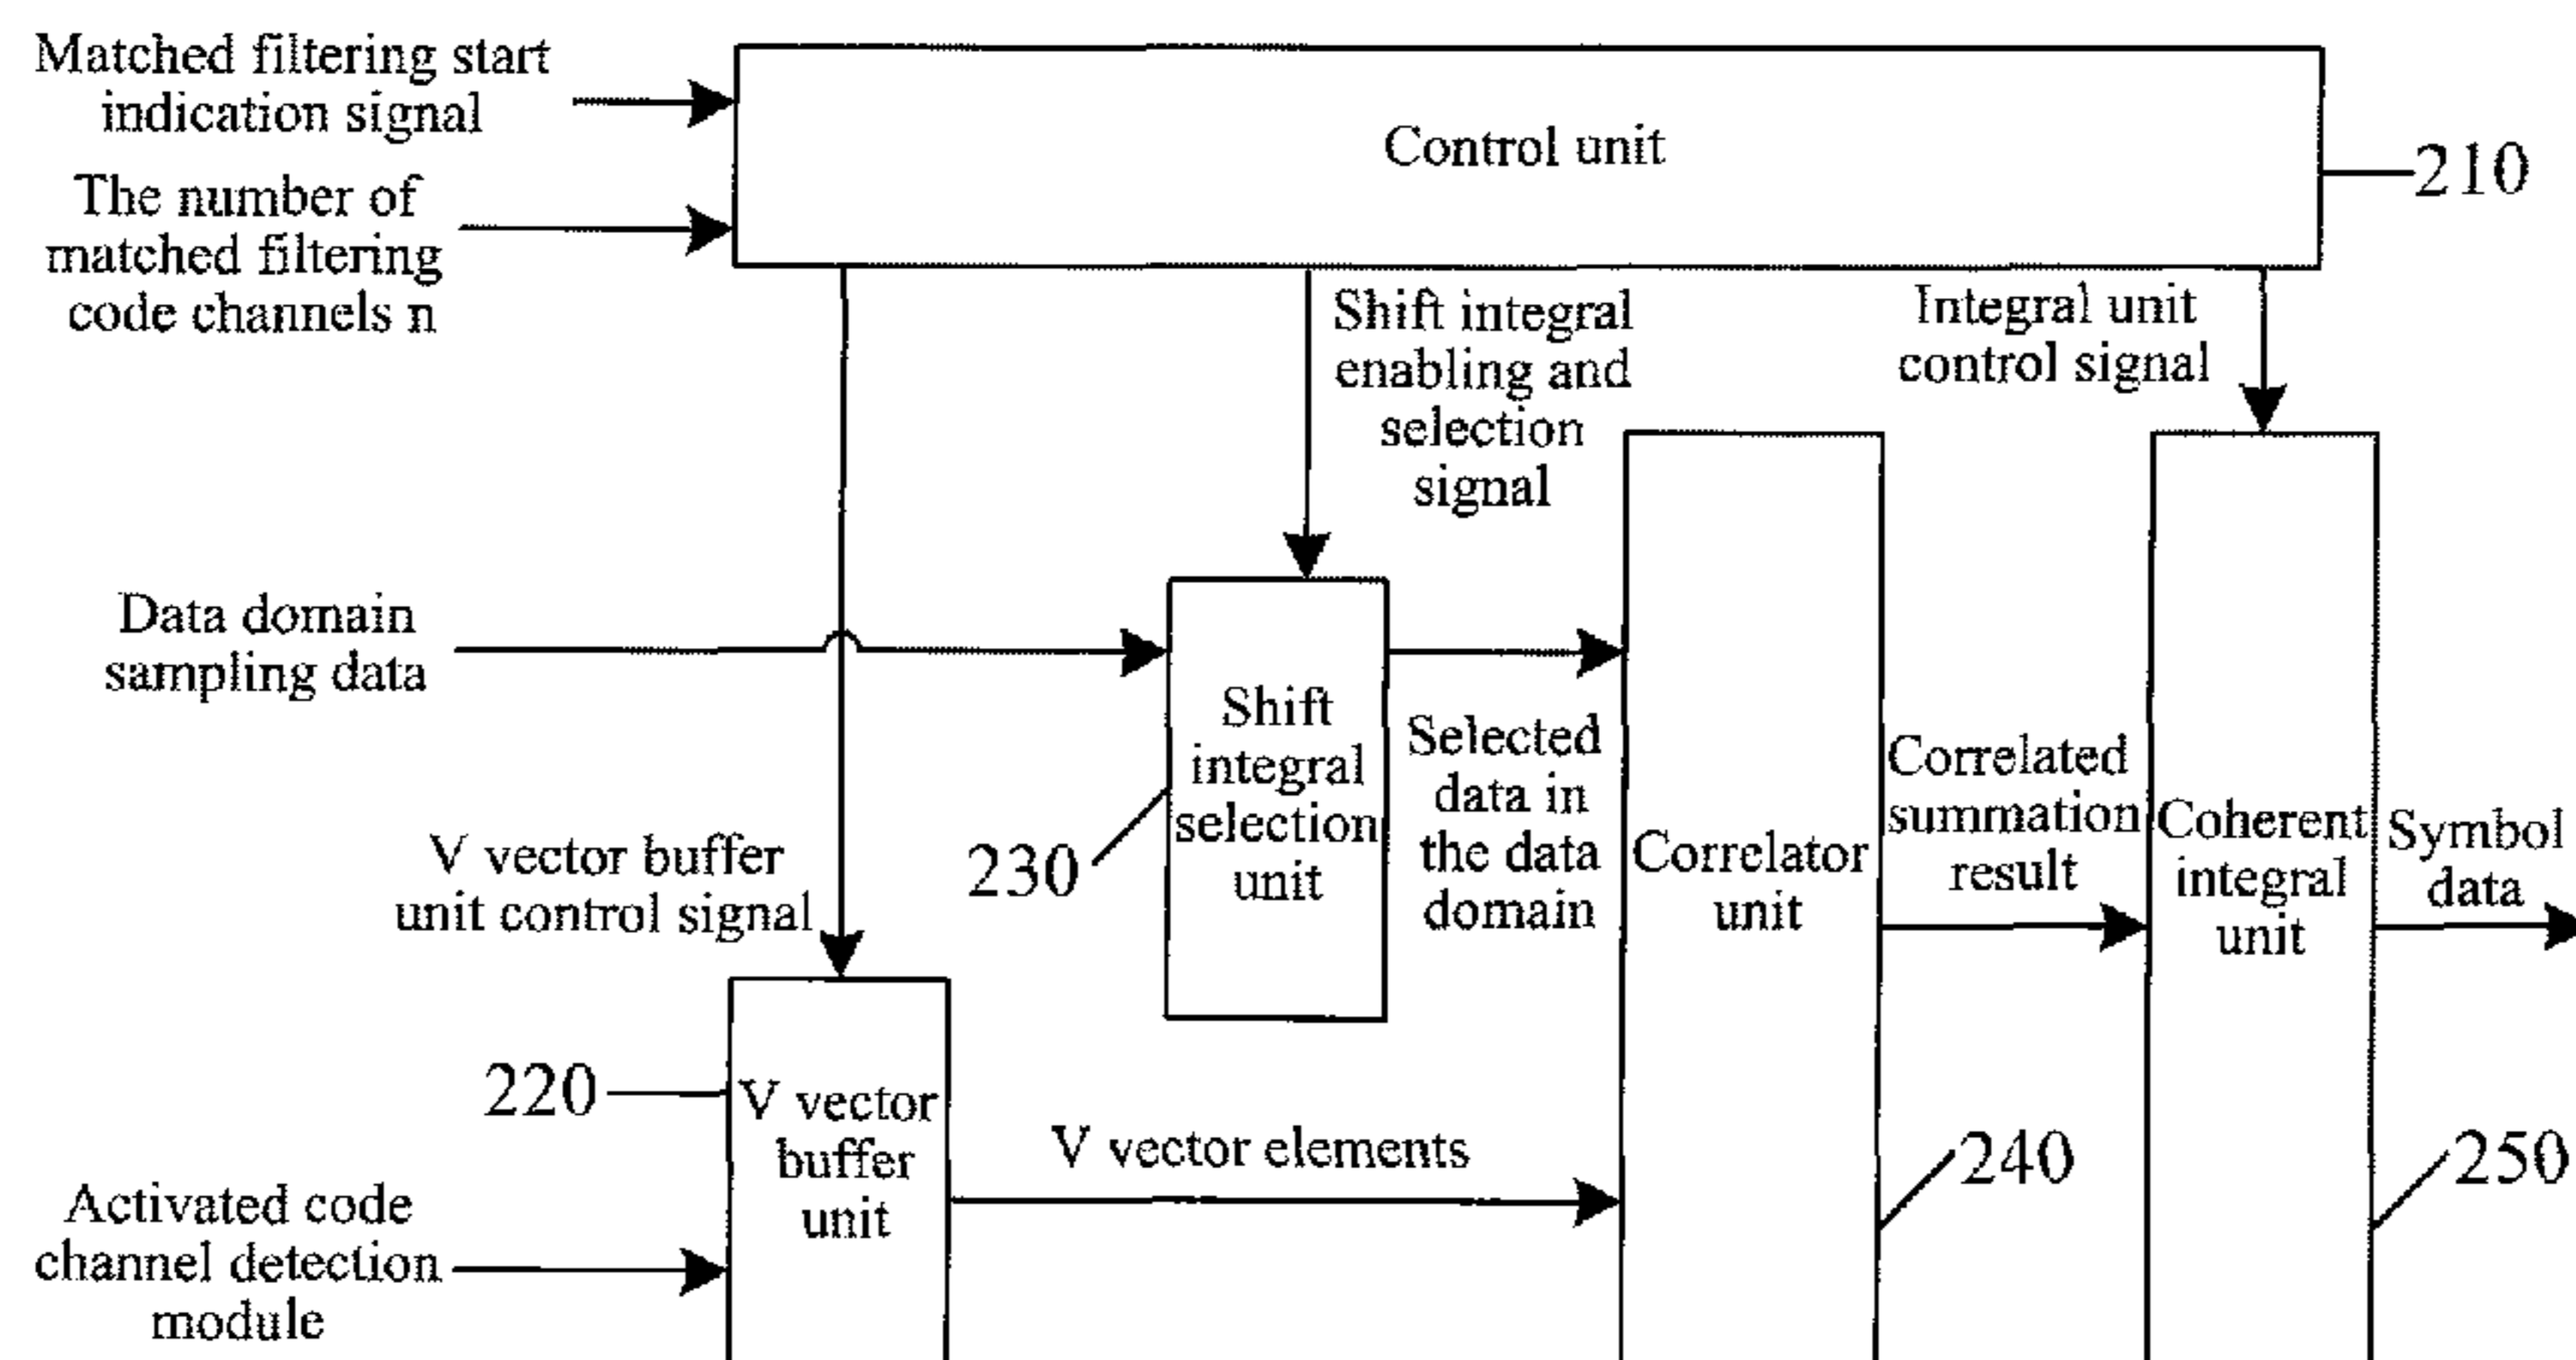 Matched filtering start
indication signal
The number of
matched filtering
code channels n
Control unit
210
Shift integral
enabling and
selection
signal
Integral unit
control signal
Data domain
sampling data
Shift
integral
selection
unit
230
Selected
data in
the data
domain
Correlator
unit
Correlated
summation
result
Coherent
integral
unit
Symbol
data
V vector buffer
unit control signal
220
V vector
buffer
unit
V vector elements
240
250
Activated code
channel detection
module